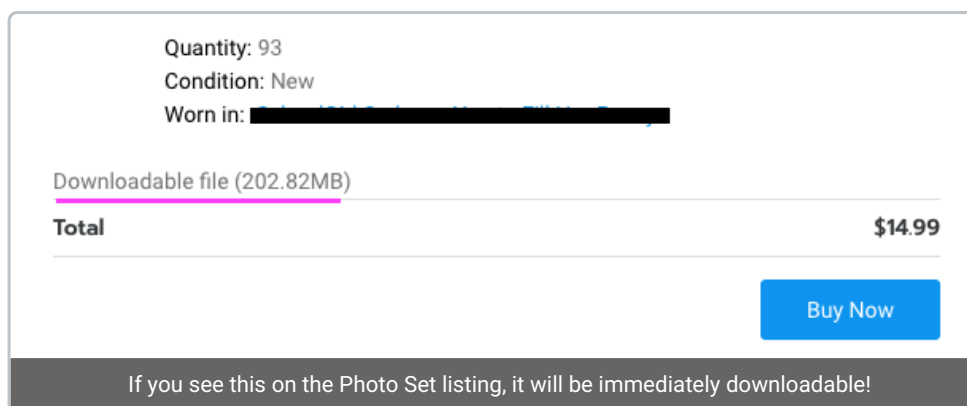 Quantity: 93
Condition: New
Worn in:
Downloadable file (202.82MB)
Total $14.99
Buy Now
If you see this on the Photo Set listing, it will be immediately downloadable!